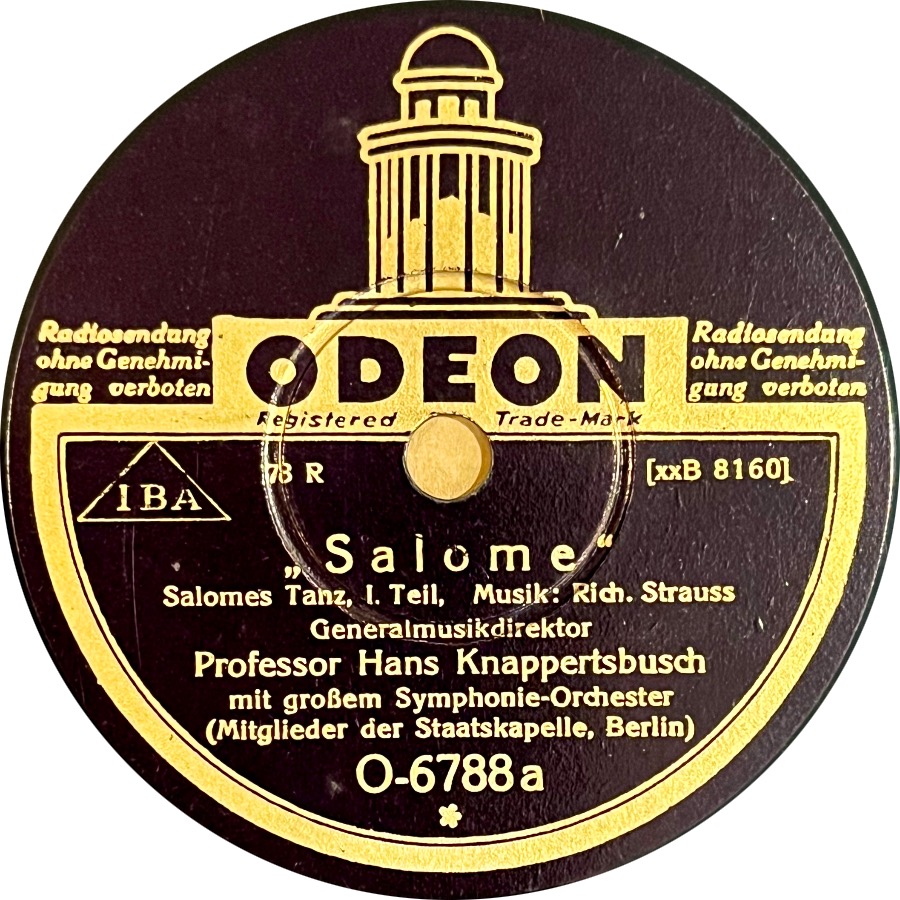 Radiosendung
ohne Genehmi-
gung verboten
ODEON
Radiosendung
ohne Genehmi-
gung verboten
Registered Trade-Mark
IBA
78 R
[xxB 8160]
„Salome“
Salomes Tanz, I. Teil, Musik: Rich. Strauss
Generalmusikdirektor
Professor Hans Knappertsbusch
mit großem Symphonie-Orchester
(Mitglieder der Staatskapelle, Berlin)
O-6788a